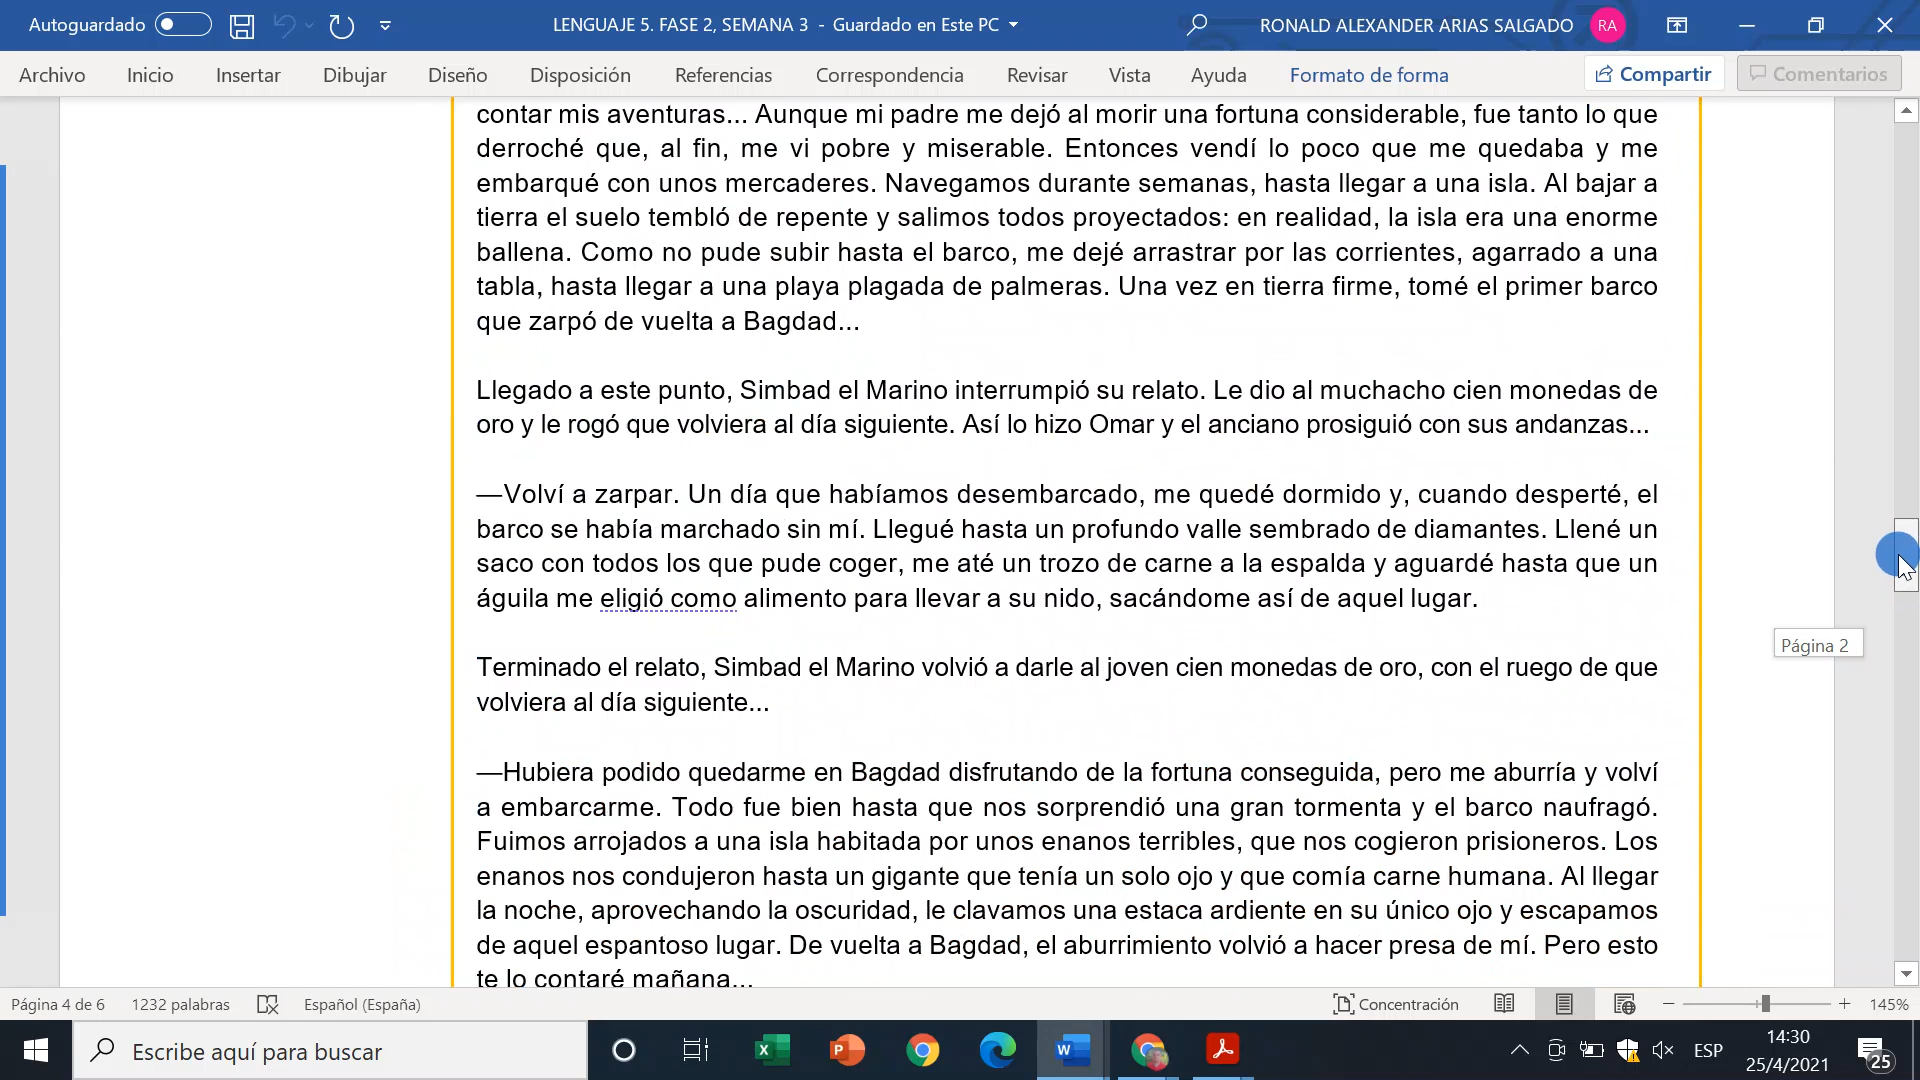 Autoguardado
LENGUAJE 5. FASE 2, SEMANA 3 - Guardado en Este PC
RONALD ALEXANDER ARIAS SALGADO
RA
Archivo Inicio Insertar Dibujar Diseño Disposición Referencias Correspondencia Revisar Vista Ayuda Formato de forma Compartir Comentarios
contar mis aventuras... Aunque mi padre me dejó al morir una fortuna considerable, fue tanto lo que
derroché que, al fin, me vi pobre y miserable. Entonces vendí lo poco que me quedaba y me
embarqué con unos mercaderes. Navegamos durante semanas, hasta llegar a una isla. Al bajar a
tierra el suelo tembló de repente y salimos todos proyectados: en realidad, la isla era una enorme
ballena. Como no pude subir hasta el barco, me dejé arrastrar por las corrientes, agarrado a una
tabla, hasta llegar a una playa plagada de palmeras. Una vez en tierra firme, tomé el primer barco
que zarpó de vuelta a Bagdad...
Llegado a este punto, Simbad el Marino interrumpió su relato. Le dio al muchacho cien monedas de
oro y le rogó que volviera al día siguiente. Así lo hizo Omar y el anciano prosiguió con sus andanzas...
—Volví a zarpar. Un día que habíamos desembarcado, me quedé dormido y, cuando desperté, el
barco se había marchado sin mí. Llegué hasta un profundo valle sembrado de diamantes. Llené un
saco con todos los que pude coger, me até un trozo de carne a la espalda y aguardé hasta que un
águila me eligió como alimento para llevar a su nido, sacándome así de aquel lugar.
Página 2
Terminado el relato, Simbad el Marino volvió a darle al joven cien monedas de oro, con el ruego de que
volviera al día siguiente...
—Hubiera podido quedarme en Bagdad disfrutando de la fortuna conseguida, pero me aburría y volví
a embarcarme. Todo fue bien hasta que nos sorprendió una gran tormenta y el barco naufragó.
Fuimos arrojados a una isla habitada por unos enanos terribles, que nos cogieron prisioneros. Los
enanos nos condujeron hasta un gigante que tenía un solo ojo y que comía carne humana. Al llegar
la noche, aprovechando la oscuridad, le clavamos una estaca ardiente en su único ojo y escapamos
de aquel espantoso lugar. De vuelta a Bagdad, el aburrimiento volvió a hacer presa de mí. Pero esto
te lo contaré mañana...
Página 4 de 6 1232 palabras Español (España) Concentración 145%
Escribe aquí para buscar
ESP
14:30
25/4/2021
25